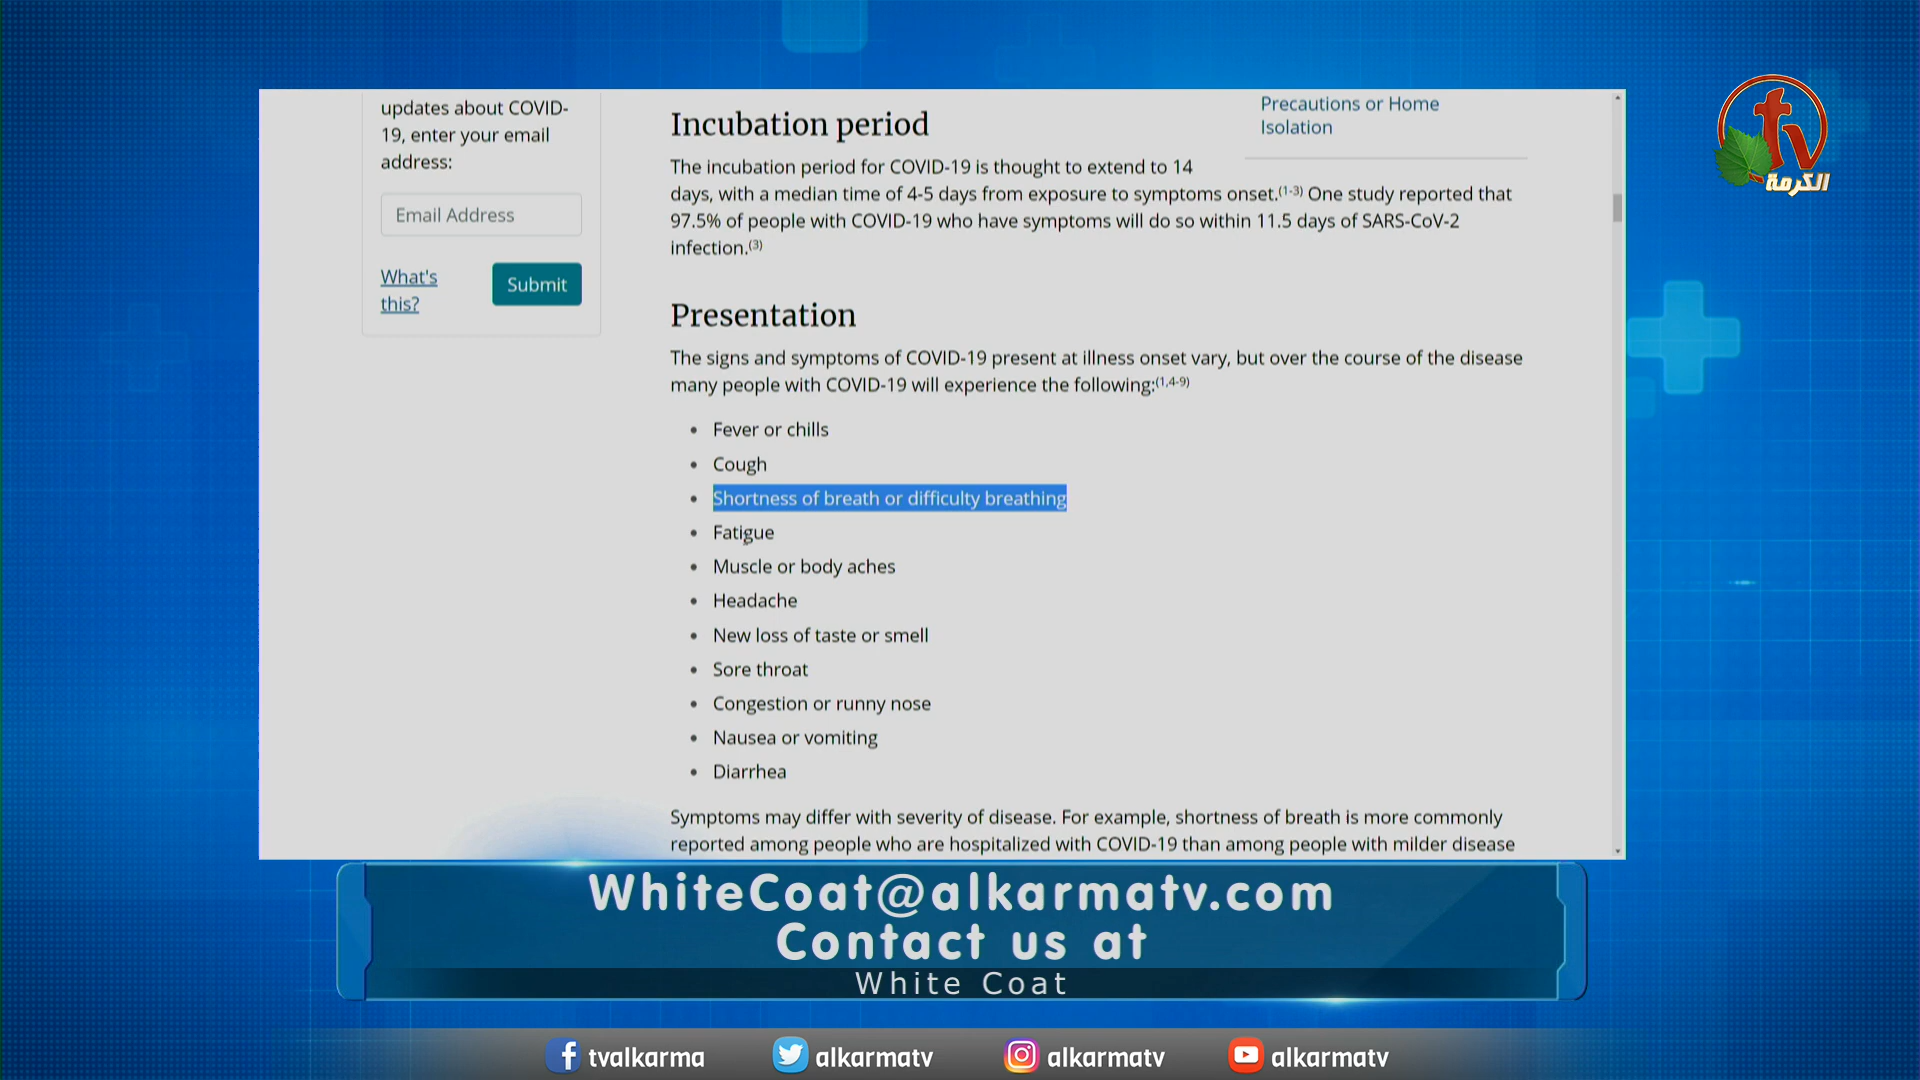 updates about COVID-
19, enter your email
address:
Email Address
What's
this?
Submit
Incubation period
The incubation period for COVID-19 is thought to extend to 14
days, with a median time of 4-5 days from exposure to symptoms onset.(1-3) One study reported that
97.5% of people with COVID-19 who have symptoms will do so within 11.5 days of SARS-CoV-2
infection.(3)
Precautions or Home
Isolation
Presentation
The signs and symptoms of COVID-19 present at illness onset vary, but over the course of the disease
many people with COVID-19 will experience the following:(1,4-9)
• Fever or chills
• Cough
• Shortness of breath or difficulty breathing
• Fatigue
• Muscle or body aches
• Headache
• New loss of taste or smell
• Sore throat
• Congestion or runny nose
• Nausea or vomiting
• Diarrhea
Symptoms may differ with severity of disease. For example, shortness of breath is more commonly
reported among people who are hospitalized with COVID-19 than among people with milder disease
tv
الكرمة
WhiteCoat@alkarmatv.com
Contact us at
White Coat
tvalkarma
alkarmatv
alkarmatv
alkarmatv